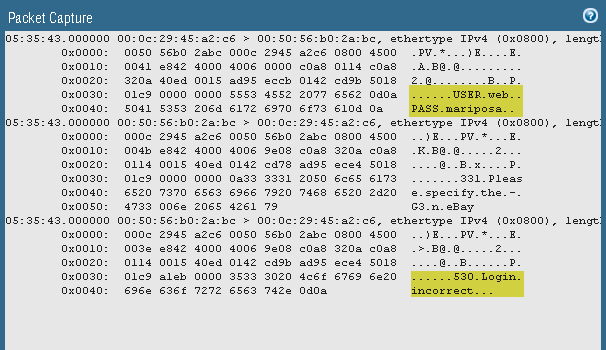 Packet Capture
05:35:43.000000 00:0c:29:45:a2:c6 > 00:50:56:b0:2a:bc, ethertype IPv4 (0x0800), length
0x0000: 0050 56b0 2abc 000c 2945 a2c6 0800 4500 .PV.*...)E....E.
0x0010: 0041 e842 4000 4006 0000 c0a8 0114 c0a8 .A.B@.@.........
0x0020: 320a 40ed 0015 ad95 eccb 0142 cd9b 5018 2.@........B..P.
0x0030: 01c9 0000 0000 5553 4552 2077 6562 0d0a ......USER.web..
0x0040: 5041 5353 206d 6172 6970 6f73 610d 0a PASS.mariposa..
05:35:43.000000 00:50:56:b0:2a:bc > 00:0c:29:45:a2:c6, ethertype IPv4 (0x0800), length
0x0000: 000c 2945 a2c6 0050 56b0 2abc 0800 4500 ..)E...PV.*...E.
0x0010: 004b e842 4000 4006 9e08 c0a8 320a c0a8 .K.B@.@.....2...
0x0020: 0114 0015 40ed 0142 cd78 ad95 ece4 5018 ....@..B.x....P.
0x0030: 01c9 0000 0000 0a33 3331 2050 6c65 6173 .......331.Pleas
0x0040: 6520 7370 6563 6966 7920 7468 6520 2d20 e.specify.the.-.
0x0050: 4733 006e 2065 4261 79 G3.n.eBay
05:35:43.000000 00:50:56:b0:2a:bc > 00:0c:29:45:a2:c6, ethertype IPv4 (0x0800), length
0x0000: 000c 2945 a2c6 0050 56b0 2abc 0800 4500 ..)E...PV.*...E.
0x0010: 003e e842 4000 4006 9e08 c0a8 320a c0a8 .>.B@.@.....2...
0x0020: 0114 0015 40ed 0142 cd9b ad95 ece4 5018 ....@..B......P.
0x0030: 01c9 a1eb 0000 3533 3020 4c6f 6769 6e20 ......530.Login.
0x0040: 696e 636f 7272 6563 742e 0d0a incorrect...